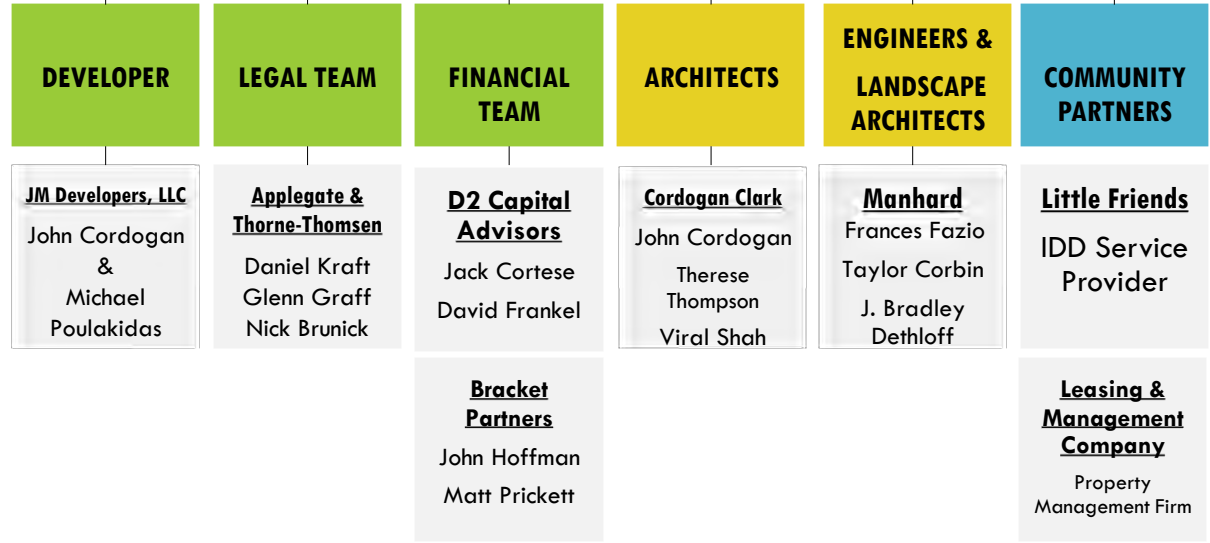 DEVELOPER
JM Developers, LLC
John Cordogan
&
Michael
Poulakidas
LEGAL TEAM
Applegate &
Thorne-Thomsen
Daniel Kraft
Glenn Graff
Nick Brunick
FINANCIAL
TEAM
D2 Capital
Advisors
Jack Cortese
David Frankel
Bracket
Partners
John Hoffman
Matt Prickett
ARCHITECTS
Cordogan Clark
John Cordogan
Therese
Thompson
Viral Shah
ENGINEERS &
LANDSCAPE
ARCHITECTS
Manhard
Frances Fazio
Taylor Corbin
J. Bradley
Dethloff
COMMUNITY
PARTNERS
Little Friends
IDD Service
Provider
Leasing &
Management
Company
Property
Management Firm